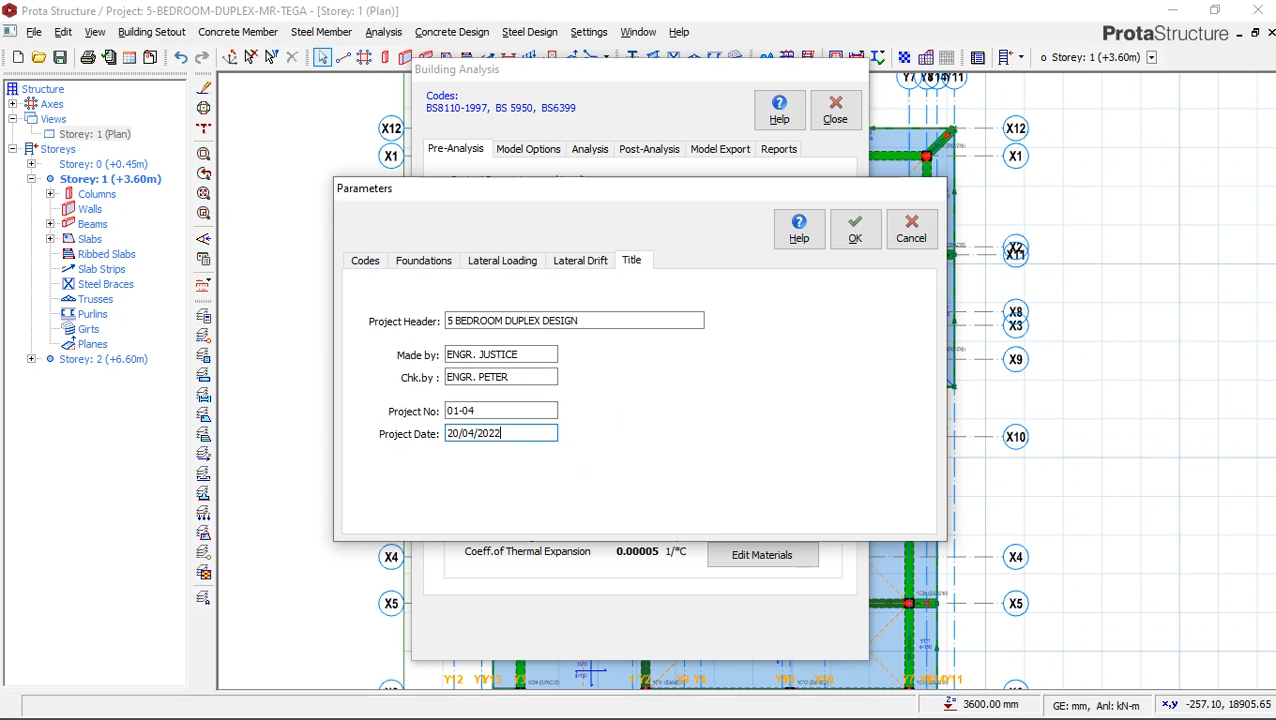 Prota Structure / Project: 5-BEDROOM-DUPLEX-MR-TEGA - [Storey: 1 (Plan)]
File Edit View Building Setout Concrete Member Steel Member Analysis Concrete Design Steel Design Settings Window Help
ProtaStructure
Storey: 1 (+3.60m)
Structure
Axes
Views
Storey: 1 (Plan)
Storeys
Storey: 0 (+0.45m)
Storey: 1 (+3.60m)
Columns
Walls
Beams
Slabs
Ribbed Slabs
Slab Strips
Steel Braces
Trusses
Purlins
Girts
Planes
Storey: 2 (+6.60m)
Building Analysis
Codes:
BS8110-1997, BS 5950, BS6399
Help
Close
Pre-Analysis Model Options Analysis Post-Analysis Model Export Reports
Parameters
Help
OK
Cancel
Codes Foundations Lateral Loading Lateral Drift Title
Project Header: 5 BEDROOM DUPLEX DESIGN
Made by: ENGR. JUSTICE
Chk.by : ENGR. PETER
Project No: 01-04
Project Date: 20/04/2022
Coeff.of Thermal Expansion 0.00005 1/°C Edit Materials
X12
X1
X4
X5
X12
X1
X2
X11
X8
X3
X9
X10
X4
X5
Y7
Y11
Y12
3600.00 mm GE: mm, Anl: kN-m x,y -257.10, 18905.65